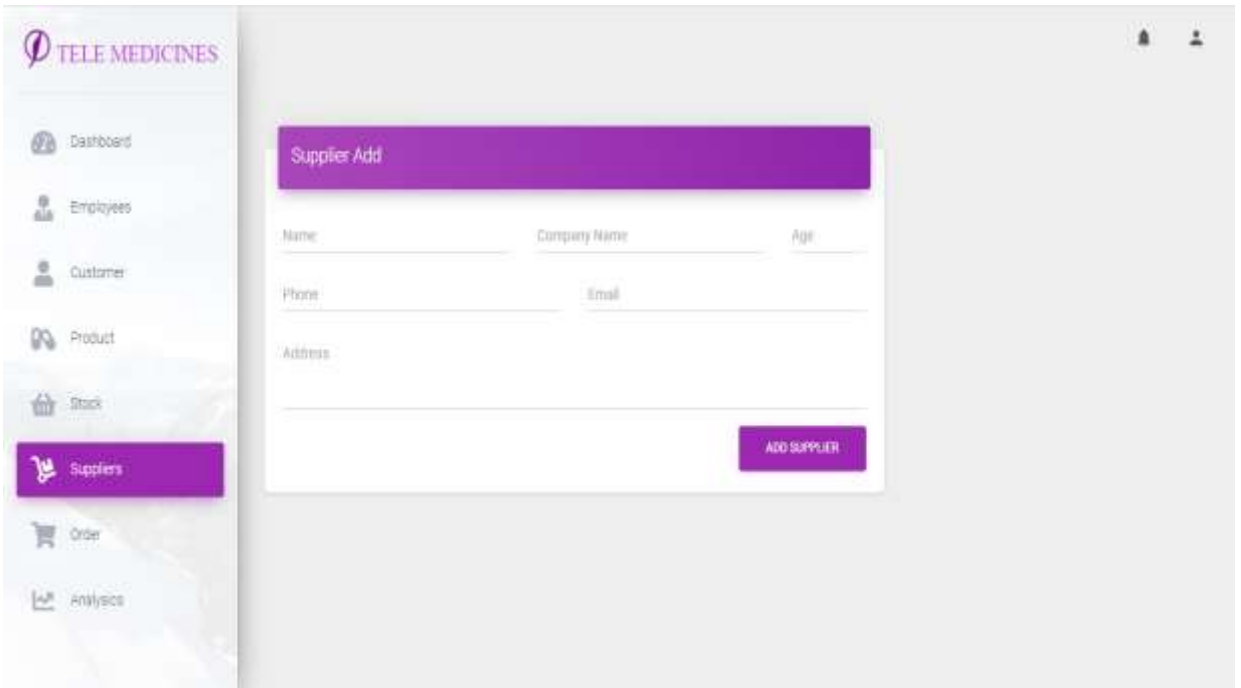 TELE MEDICINES
Dashboard
Employees
Customer
Product
Stock
Suppliers
Order
Analysics
Supplier Add
Name
Company Name
Age
Phone
Email
Address
ADD SUPPLIER